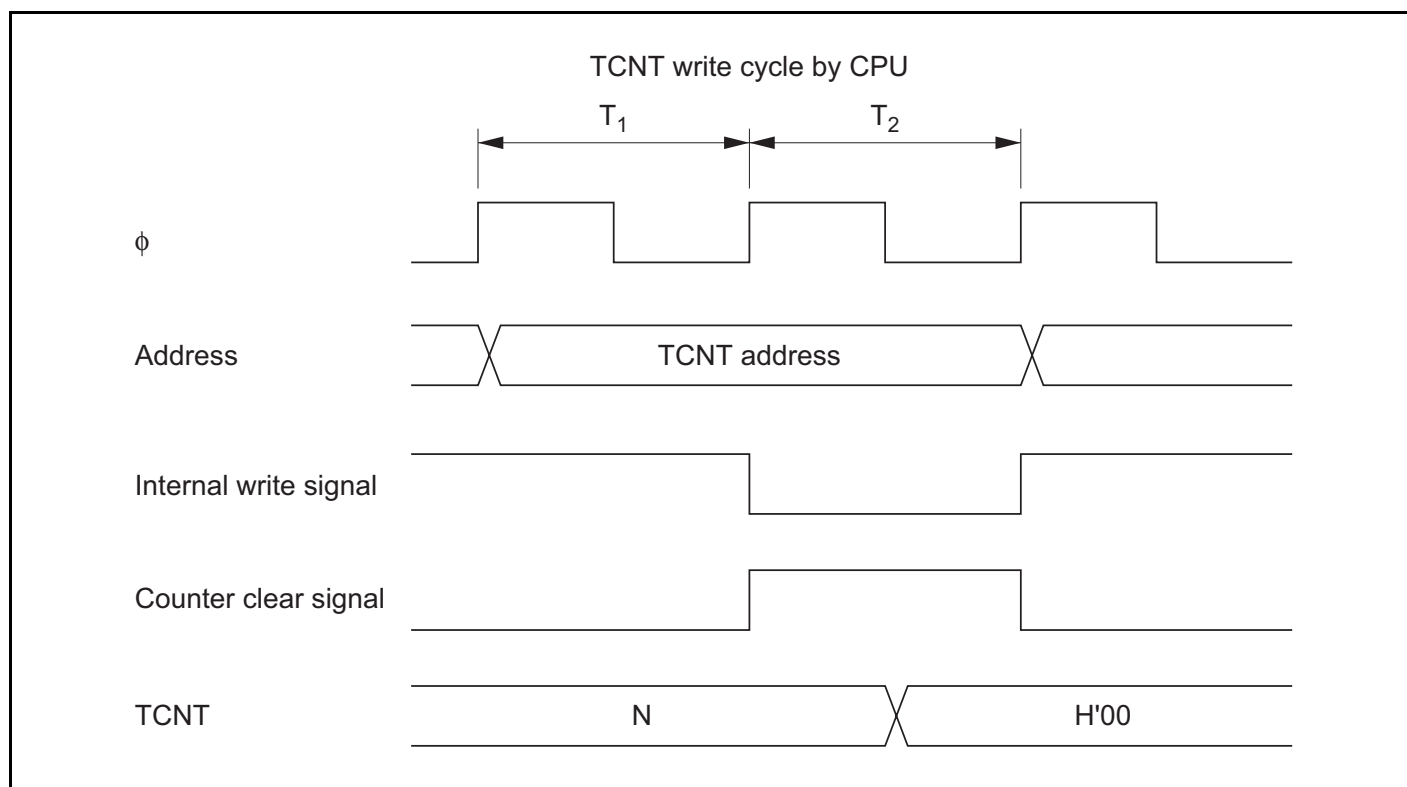 TCNT write cycle by CPU
T1 T2
ϕ
Address TCNT address
Internal write signal
Counter clear signal
TCNT N H'00